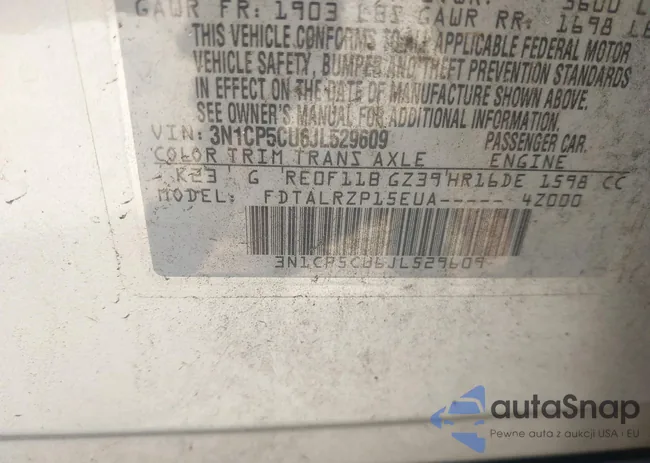 GAWR FR: 1903 LBS GAWR RR: 1698 LB
THIS VEHICLE CONFORMS TO ALL APPLICABLE FEDERAL MOTOR
VEHICLE SAFETY, BUMPER AND THEFT PREVENTION STANDARDS
IN EFFECT ON THE DATE OF MANUFACTURE SHOWN ABOVE.
SEE OWNER'S MANUAL FOR ADDITIONAL INFORMATION.
VIN: 3N1CP5CU6JL529609 PASSENGER CAR
COLOR TRIM TRANS AXLE ENGINE
K23 G RE0F11B GZ39 HR16DE 1598 CC
MODEL: FDTALRZP15EUA----- 4Z000
3N1CP5CU6JL529609
autaSnap
Pewne auta z aukcji USA i EU